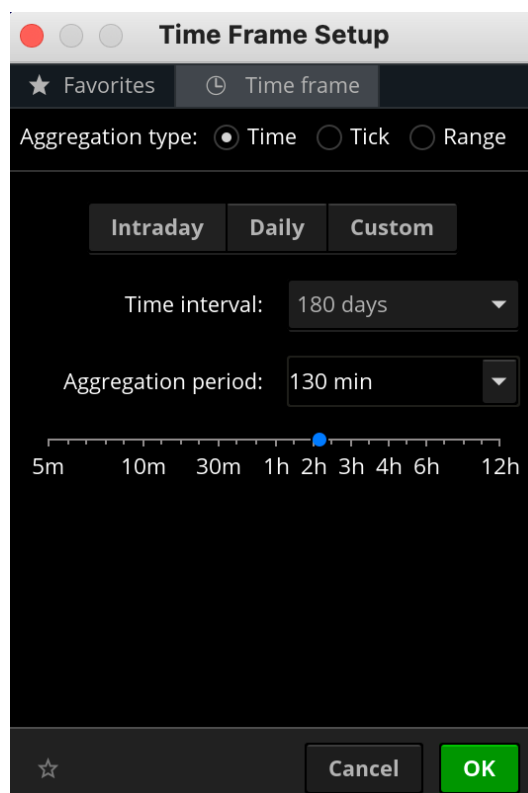 Time Frame Setup
Favorites Time frame
Aggregation type: Time Tick Range
Intraday Daily Custom
Time interval: 180 days
Aggregation period: 130 min
5m 10m 30m 1h 2h 3h 4h 6h 12h
Cancel OK